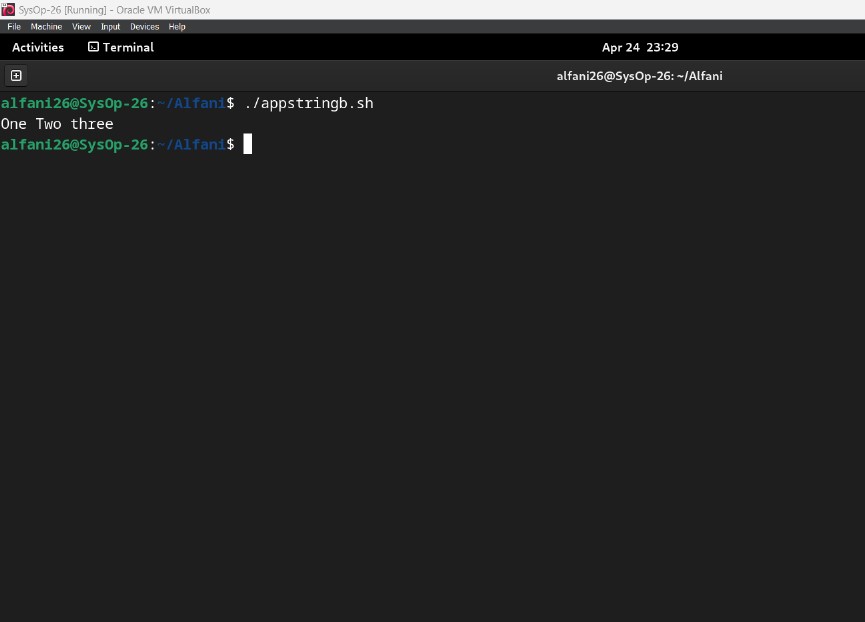 SysOp-26 [Running] - Oracle VM VirtualBox
File Machine View Input Devices Help
Activities Terminal Apr 24 23:29
alfani26@SysOp-26: ~/Alfani
alfani26@SysOp-26:~/Alfani$ ./appstringb.sh
One Two three
alfani26@SysOp-26:~/Alfani$